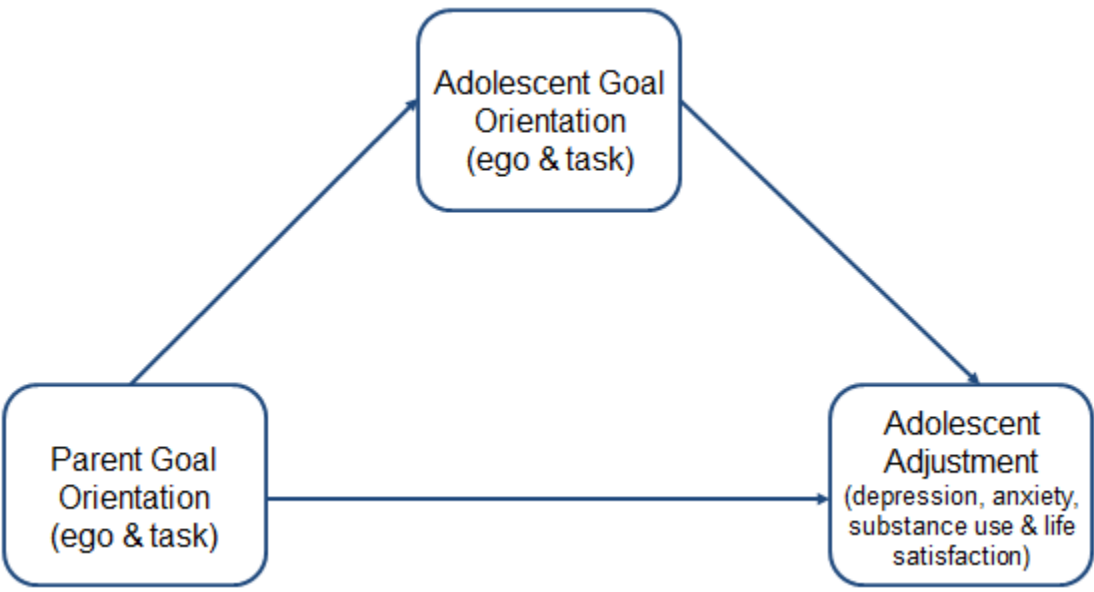 Adolescent Goal
Orientation
(ego & task)
Parent Goal
Orientation
(ego & task)
Adolescent
Adjustment
(depression, anxiety,
substance use & life
satisfaction)